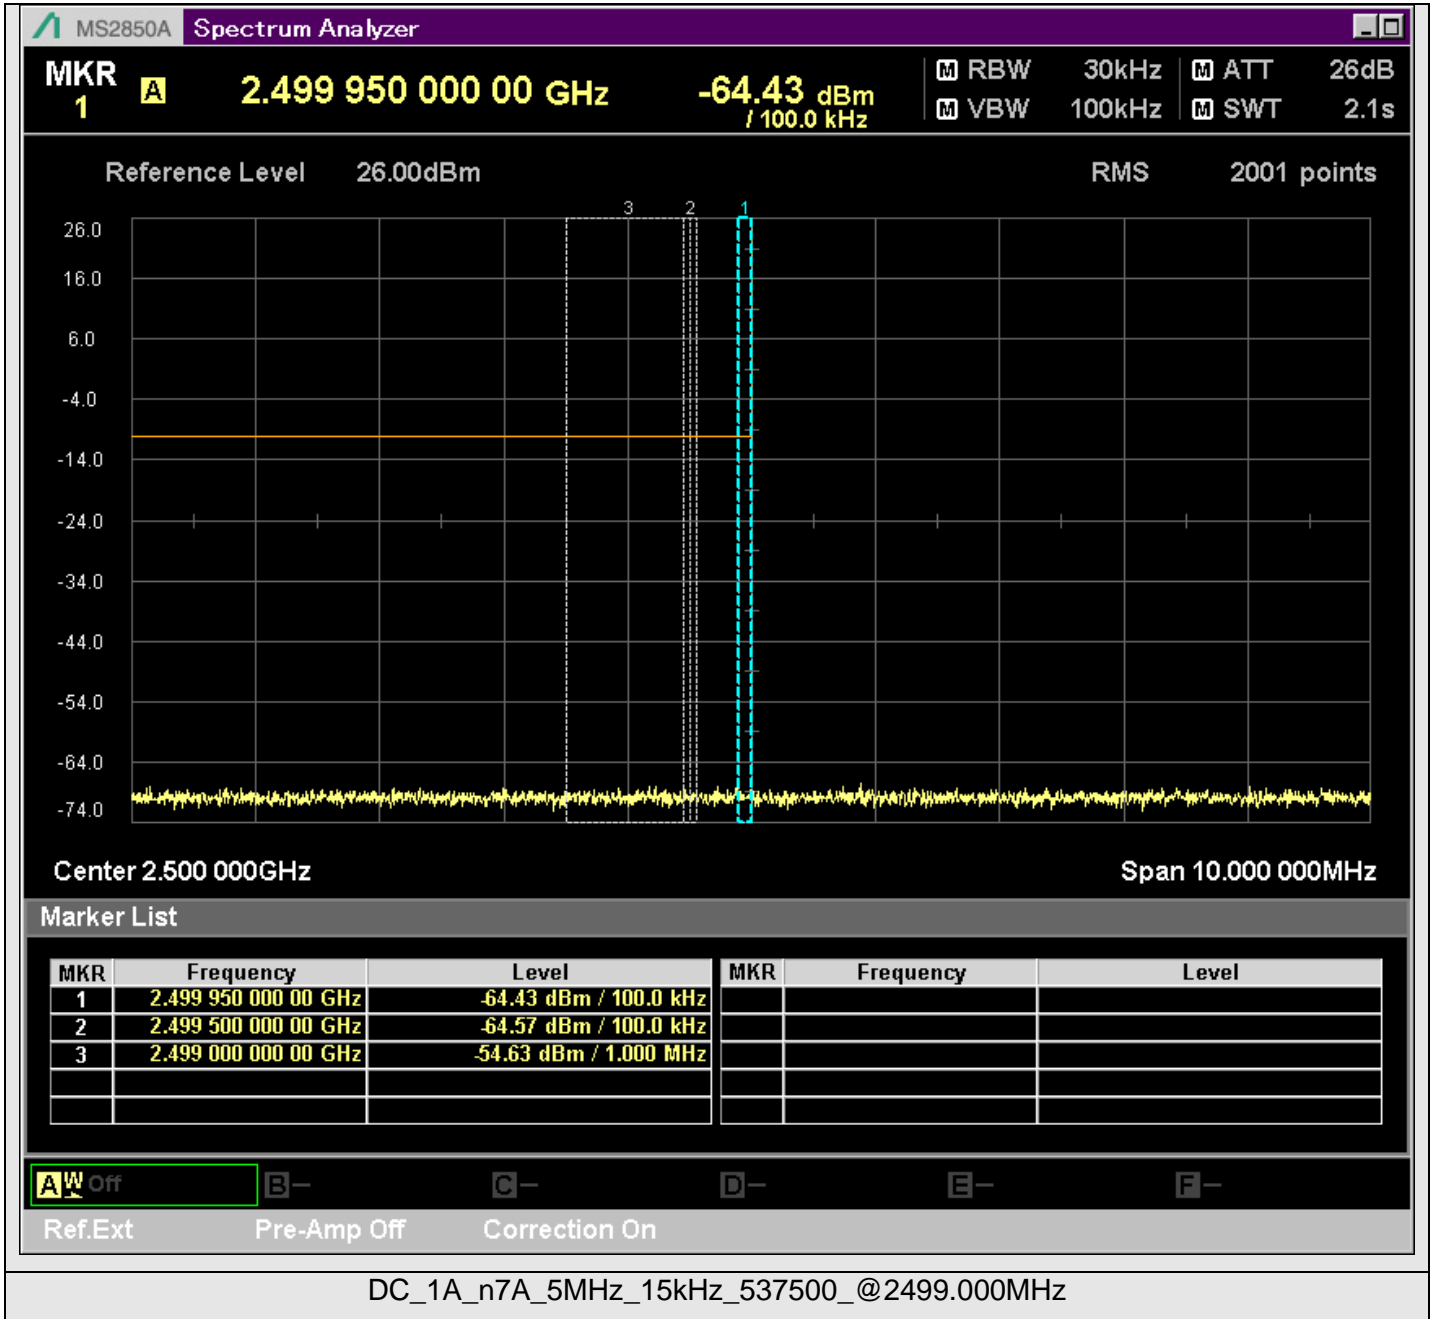 MS2850A Spectrum Analyzer
MKR 1 A 2.499 950 000 00 GHz -64.43 dBm / 100.0 kHz
M RBW 30kHz M ATT 26dB
M VBW 100kHz M SWT 2.1s
Reference Level 26.00dBm RMS 2001 points
3 2 1
26.0
16.0
6.0
-4.0
-14.0
-24.0
-34.0
-44.0
-54.0
-64.0
-74.0
Center 2.500 000GHz Span 10.000 000MHz
Marker List
MKR Frequency Level MKR Frequency Level
1 2.499 950 000 00 GHz -64.43 dBm / 100.0 kHz
2 2.499 500 000 00 GHz -64.57 dBm / 100.0 kHz
3 2.499 000 000 00 GHz -54.63 dBm / 1.000 MHz
A W Off B – C – D – E – F –
Ref.Ext Pre-Amp Off Correction On
DC_1A_n7A_5MHz_15kHz_537500_@2499.000MHz